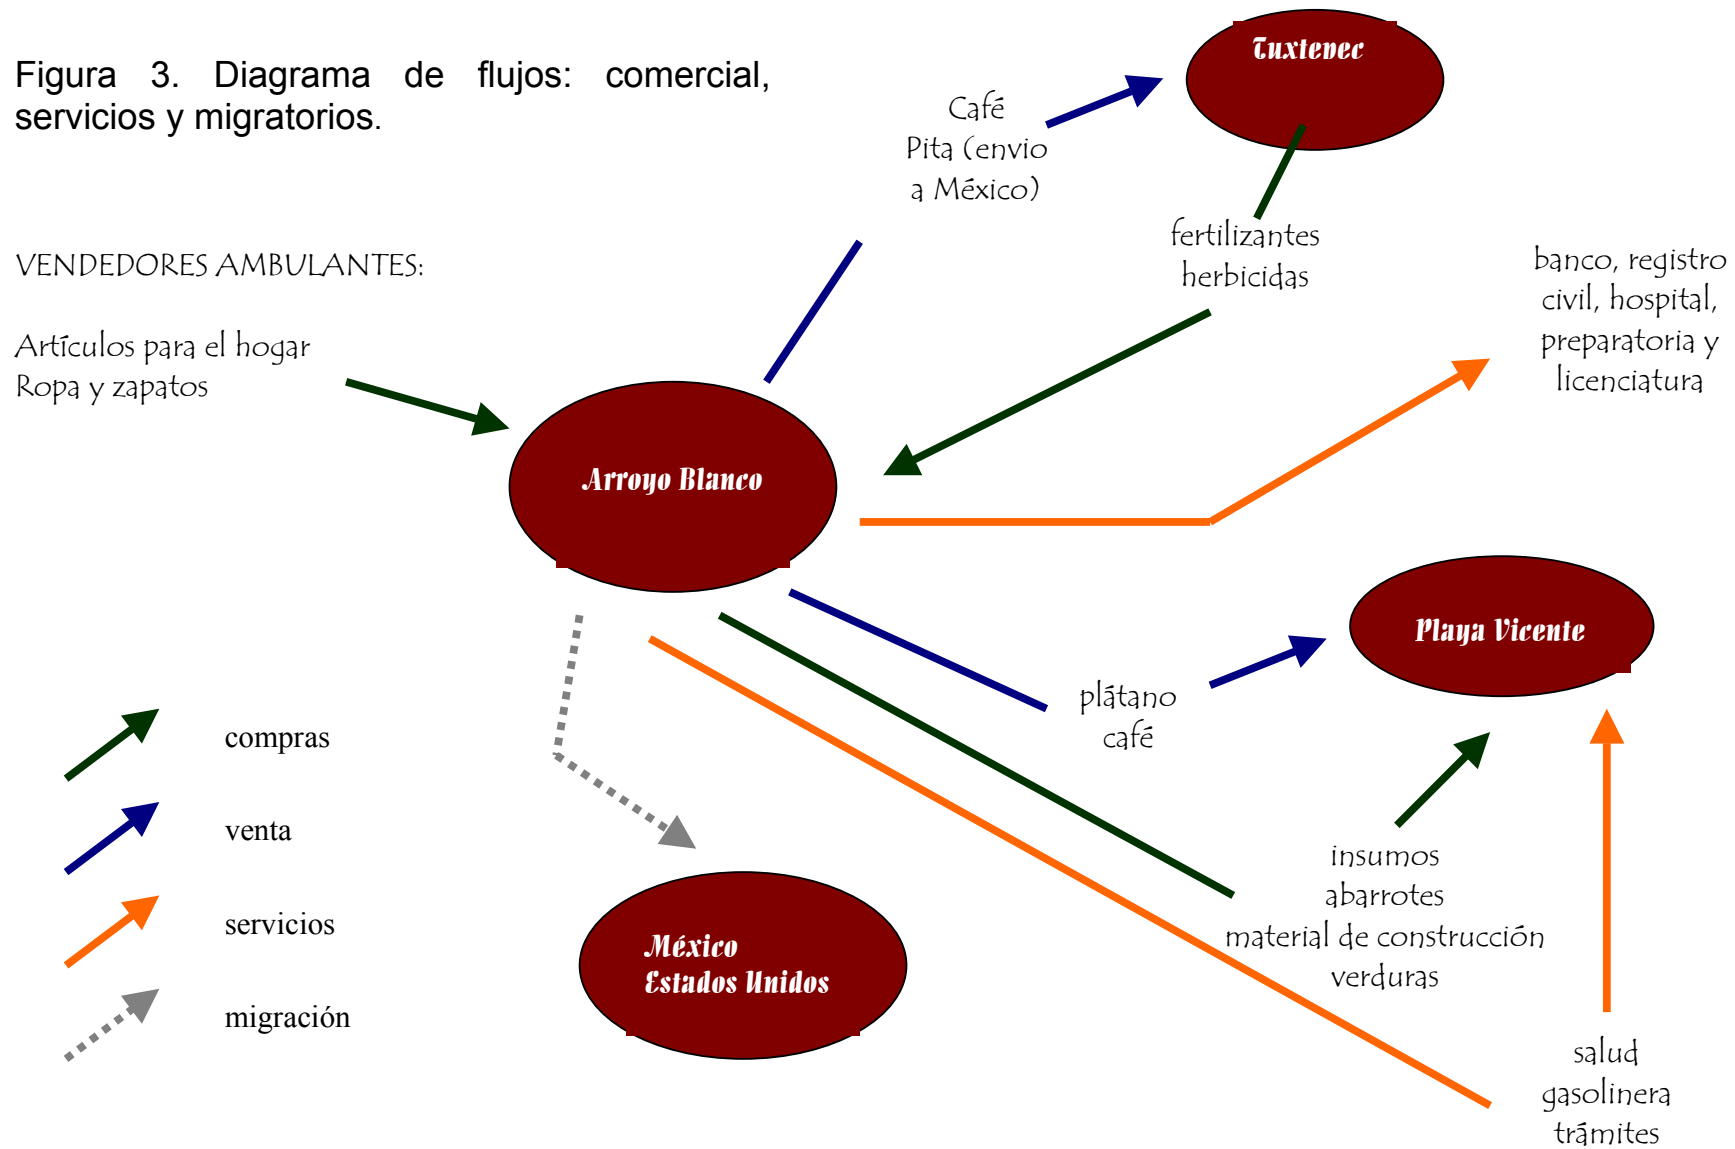 Figura 3. Diagrama de flujos: comercial,
servicios y migratorios.
Tuxtepec
Café
Pita (envio
a México)
fertilizantes
herbicidas
VENDEDORES AMBULANTES:
Artículos para el hogar
Ropa y zapatos
banco, registro
civil, hospital,
preparatoria y
licenciatura
Arroyo Blanco
Playa Vicente
plátano
café
compras
venta
servicios
migración
insumos
abarrotes
material de construcción
verduras
México
Estados Unidos
salud
gasolinera
trámites